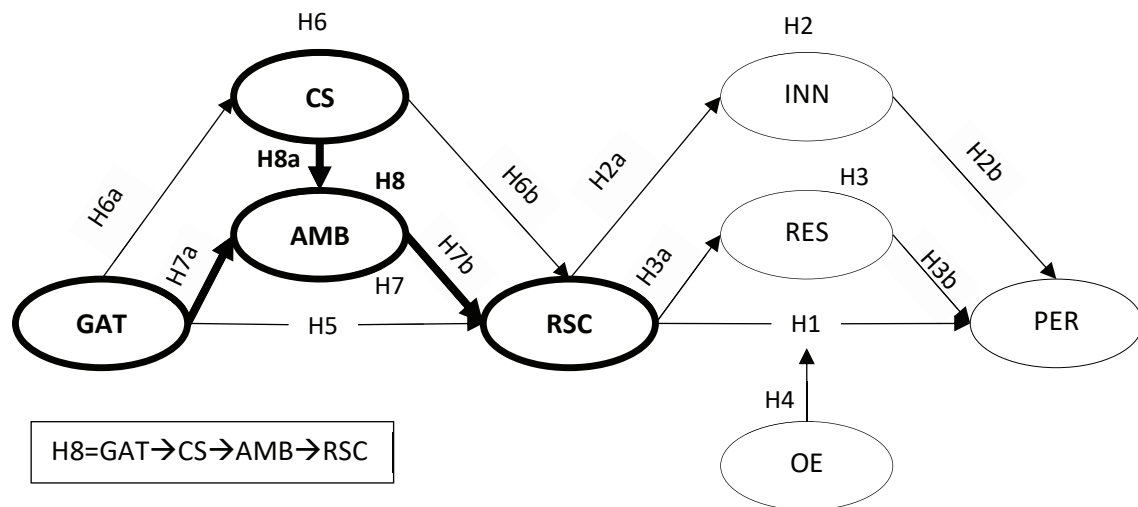 H6
H2
CS
INN
H8a
H6a
H6b
H2a
H2b
H8
H3
AMB
RES
H7a
H7b
H7
H3a
H3b
GAT
H5
RSC
H1
PER
H4
H8=GAT→CS→AMB→RSC
OE